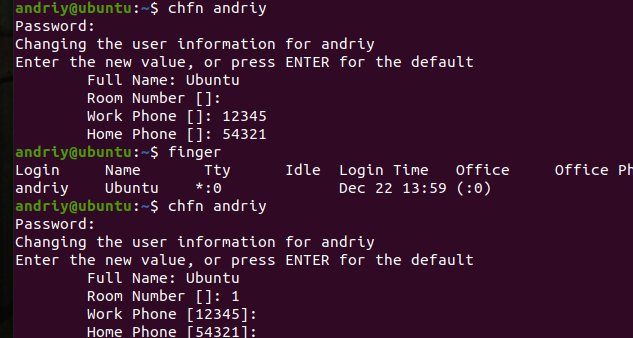 andriy@ubuntu:~$ chfn andriy
Password:
Changing the user information for andriy
Enter the new value, or press ENTER for the default
        Full Name: Ubuntu
        Room Number []:
        Work Phone []: 12345
        Home Phone []: 54321
andriy@ubuntu:~$ finger
Login     Name       Tty      Idle  Login Time   Office     Office Ph
andriy    Ubuntu    *:0             Dec 22 13:59 (:0)
andriy@ubuntu:~$ chfn andriy
Password:
Changing the user information for andriy
Enter the new value, or press ENTER for the default
        Full Name: Ubuntu
        Room Number []: 1
        Work Phone [12345]:
        Home Phone [54321]: